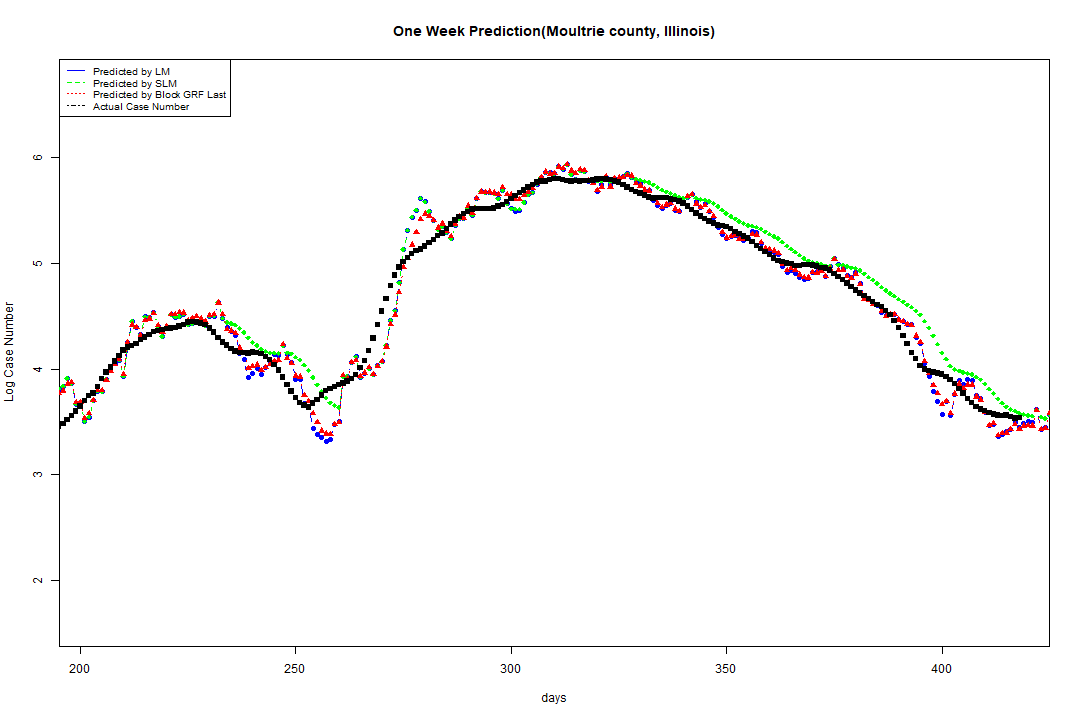 One Week Prediction(Moultrie county, Illinois)
Predicted by LM
Predicted by SLM
Predicted by Block GRF Last
Actual Case Number
6
5
4
3
2
Log Case Number
200 250 300 350 400
days